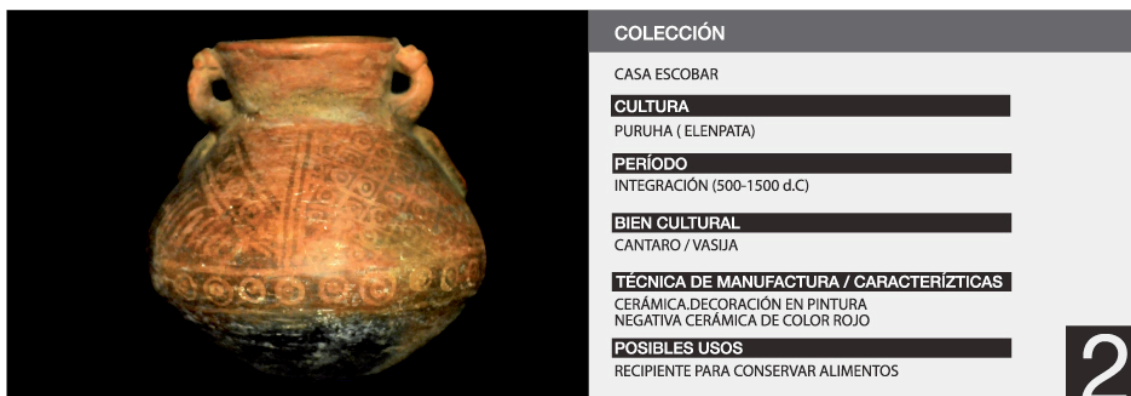 COLECCIÓN
CASA ESCOBAR
CULTURA
PURUHA ( ELENPATA)
PERÍODO
INTEGRACIÓN (500-1500 d.C)
BIEN CULTURAL
CANTARO / VASIJA
TÉCNICA DE MANUFACTURA / CARACTERÍZTICAS
CERÁMICA.DECORACIÓN EN PINTURA
NEGATIVA CERÁMICA DE COLOR ROJO
POSIBLES USOS
RECIPIENTE PARA CONSERVAR ALIMENTOS
2